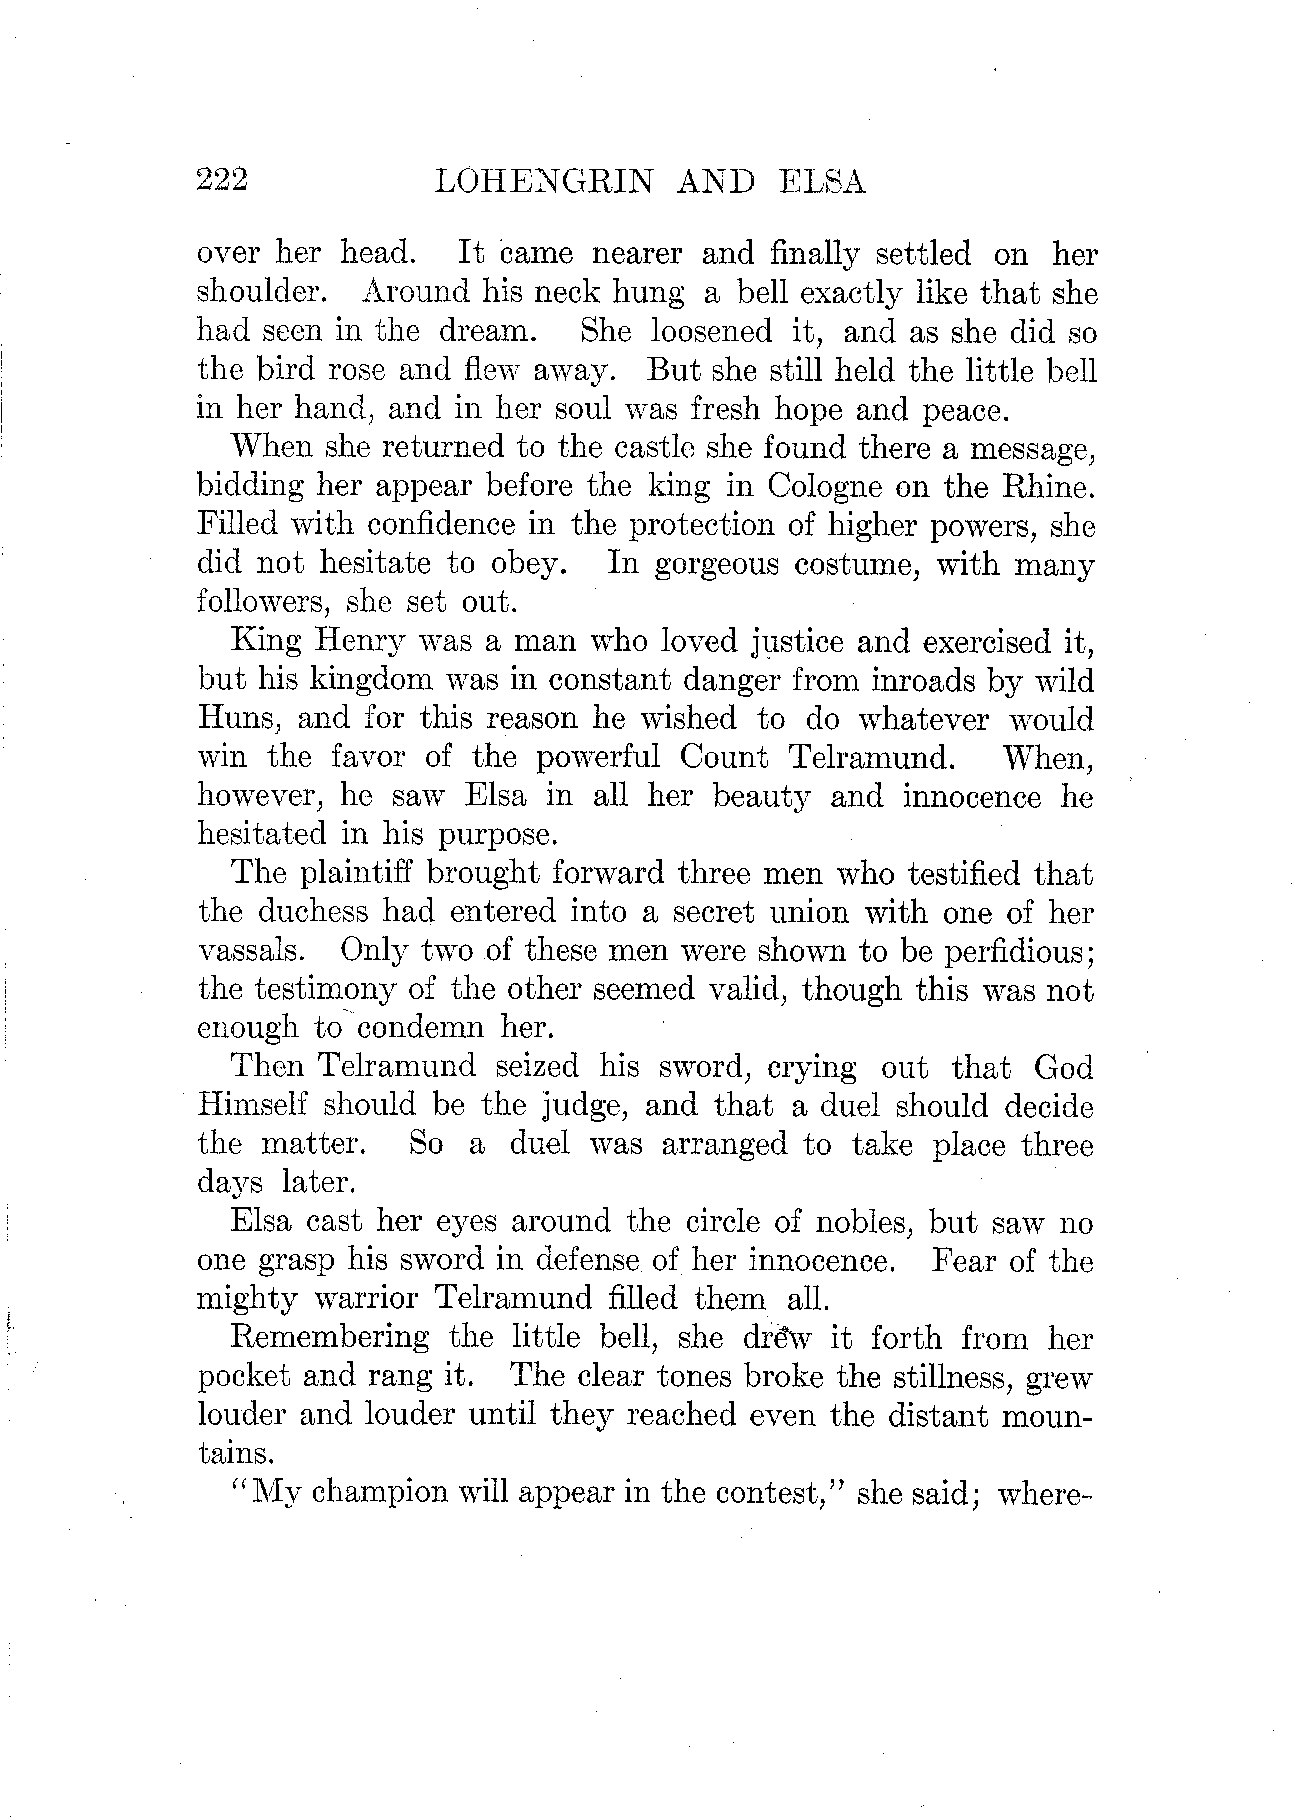 222 LOHENGRIN AND ELSA
over her head. It came nearer and finally settled on her
shoulder. Around his neck hung a bell exactly like that she
had seen in the dream. She loosened it, and as she did so
the bird rose and flew away. But she still held the little bell
in her hand, and in her soul was fresh hope and peace.
When she returned to the castle she found there a message,
bidding her appear before the king in Cologne on the Rhine.
Filled with confidence in the protection of higher powers, she
did not hesitate to obey. In gorgeous costume, with many
followers, she set out.
King Henry was a man who loved justice and exercised it,
but his kingdom was in constant danger from inroads by wild
Huns, and for this reason he wished to do whatever would
win the favor of the powerful Count Telramund. When,
however, he saw Elsa in all her beauty and innocence he
hesitated in his purpose.
The plaintiff brought forward three men who testified that
the duchess had entered into a secret union with one of her
vassals. Only two of these men were shown to be perfidious;
the testimony of the other seemed valid, though this was not
enough to condemn her.
Then Telramund seized his sword, crying out that God
Himself should be the judge, and that a duel should decide
the matter. So a duel was arranged to take place three
days later.
Elsa cast her eyes around the circle of nobles, but saw no
one grasp his sword in defense of her innocence. Fear of the
mighty warrior Telramund filled them all.
Remembering the little bell, she drew it forth from her
pocket and rang it. The clear tones broke the stillness, grew
louder and louder until they reached even the distant moun-
tains.
"My champion will appear in the contest," she said; where-